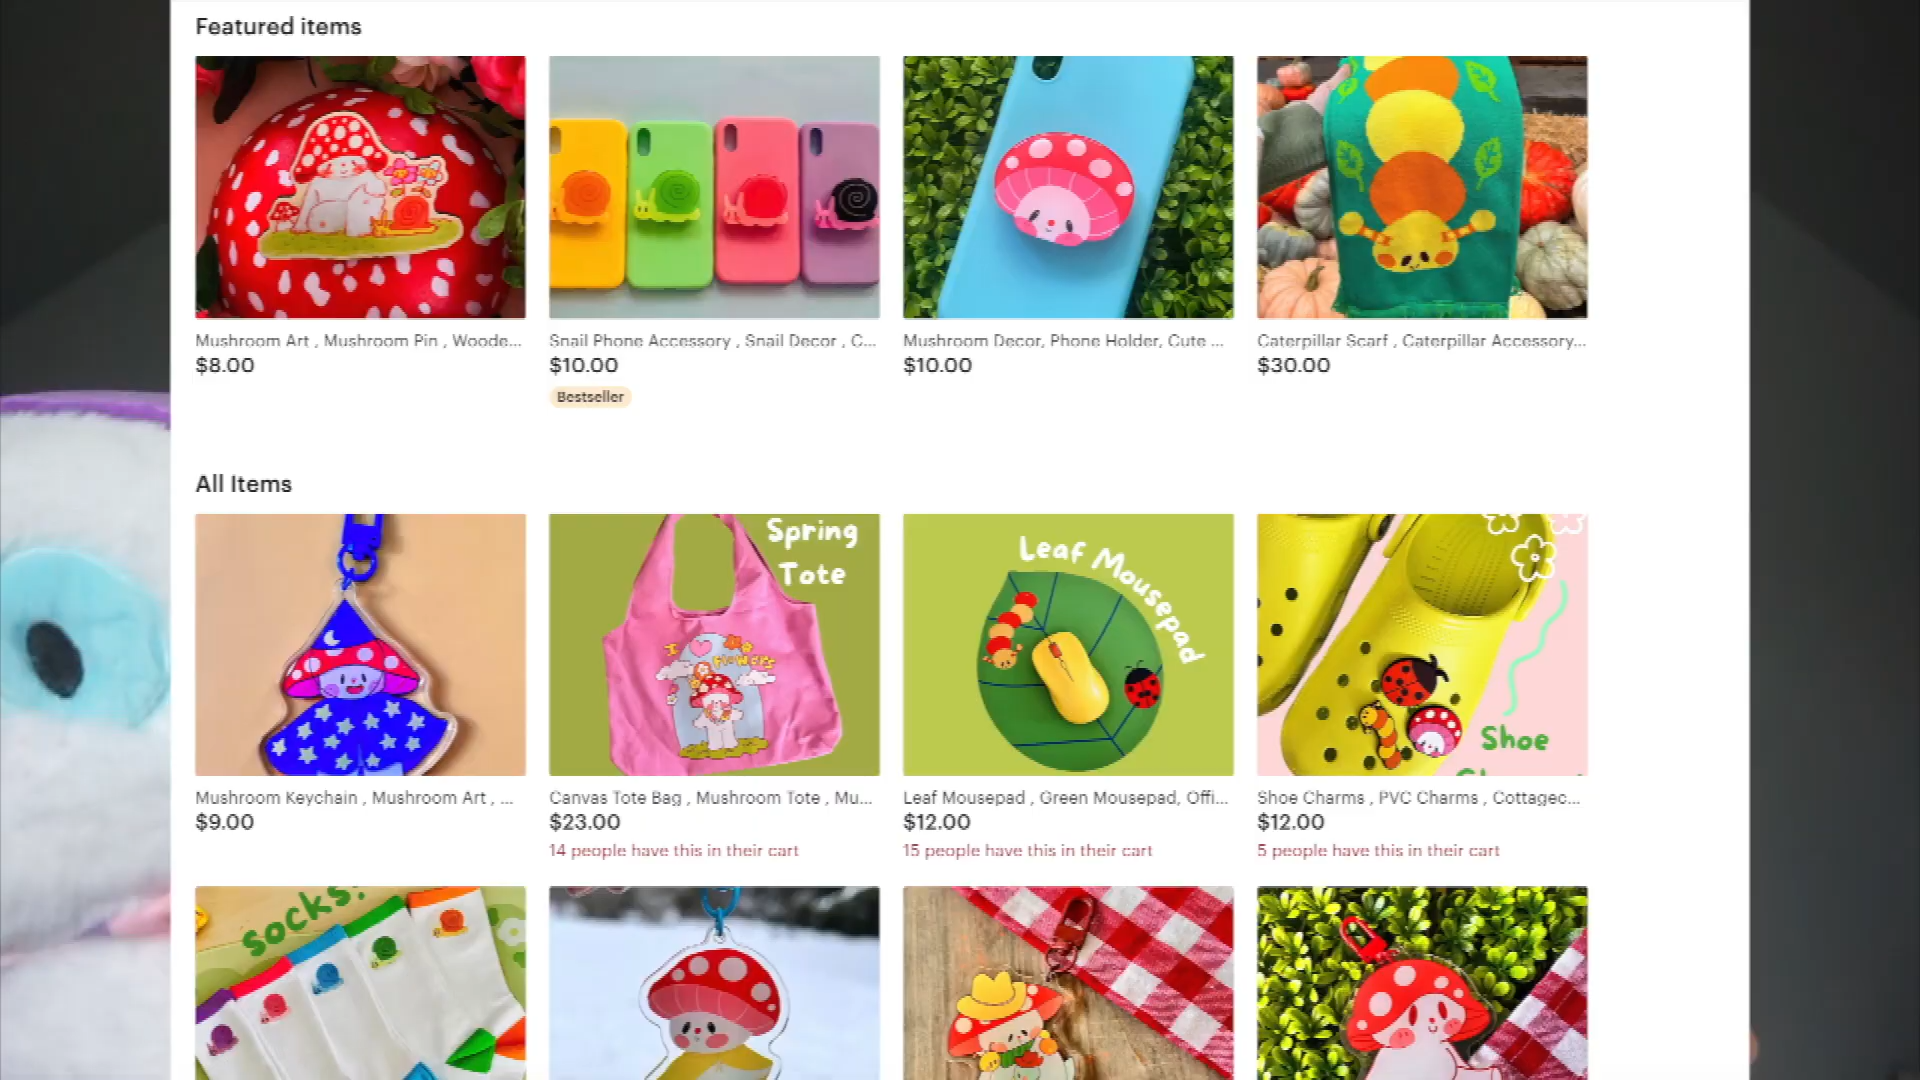 Featured items
Mushroom Art , Mushroom Pin , Woode...
$8.00
Snail Phone Accessory , Snail Decor , C...
$10.00
Bestseller
Mushroom Decor, Phone Holder, Cute ...
$10.00
Caterpillar Scarf , Caterpillar Accessory...
$30.00
All Items
Spring
Tote
Leaf Mousepad
Shoe
Mushroom Keychain , Mushroom Art , ...
$9.00
I
Flowers
Canvas Tote Bag , Mushroom Tote , Mu...
$23.00
14 people have this in their cart
Leaf Mousepad , Green Mousepad, Offi...
$12.00
15 people have this in their cart
Shoe Charms , PVC Charms , Cottagec...
$12.00
5 people have this in their cart
socks!